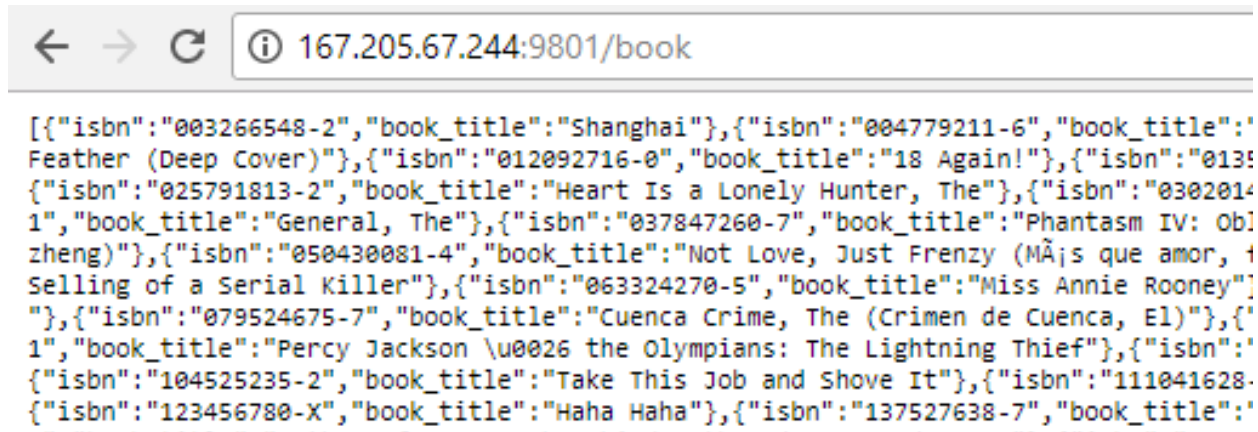 167.205.67.244:9801/book
[{"isbn":"003266548-2","book_title":"Shanghai"},{"isbn":"004779211-6","book_title":"
Feather (Deep Cover)"},{"isbn":"012092716-0","book_title":"18 Again!"},{"isbn":"0135
{"isbn":"025791813-2","book_title":"Heart Is a Lonely Hunter, The"},{"isbn":"0302014
1","book_title":"General, The"},{"isbn":"037847260-7","book_title":"Phantasm IV: Obl
zheng)"},{"isbn":"050430081-4","book_title":"Not Love, Just Frenzy (MÃ¡s que amor, f
Selling of a Serial Killer"},{"isbn":"063324270-5","book_title":"Miss Annie Rooney"}
"},{"isbn":"079524675-7","book_title":"Cuenca Crime, The (Crimen de Cuenca, El)"},{"
1","book_title":"Percy Jackson \u0026 the Olympians: The Lightning Thief"},{"isbn":"
{"isbn":"104525235-2","book_title":"Take This Job and Shove It"},{"isbn":"111041628-
{"isbn":"123456780-X","book_title":"Haha Haha"},{"isbn":"137527638-7","book_title":"